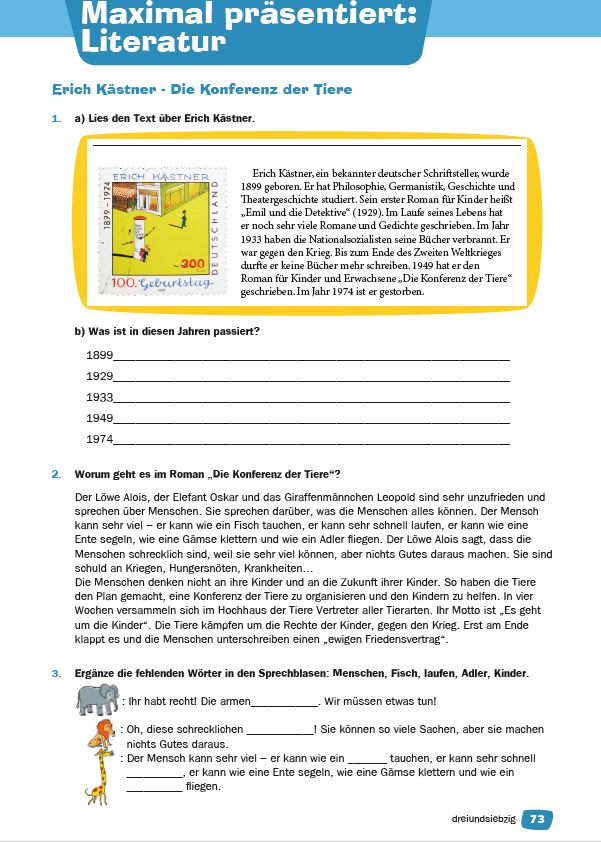 Maximal präsentiert:
Literatur
Erich Kästner - Die Konferenz der Tiere
1. a) Lies den Text über Erich Kästner.
ERICH KÄSTNER
1899 – 1974
DEUTSCHLAND
300
100. Geburtstag
Erich Kästner, ein bekannter deutscher Schriftsteller, wurde
1899 geboren. Er hat Philosophie, Germanistik, Geschichte und
Theatergeschichte studiert. Sein erster Roman für Kinder heißt
„Emil und die Detektive“ (1929). Im Laufe seines Lebens hat
er noch sehr viele Romane und Gedichte geschrieben. Im Jahr
1933 haben die Nationalsozialisten seine Bücher verbrannt. Er
war gegen den Krieg. Bis zum Ende des Zweiten Weltkrieges
durfte er keine Bücher mehr schreiben. 1949 hat er den
Roman für Kinder und Erwachsene „Die Konferenz der Tiere“
geschrieben. Im Jahr 1974 ist er gestorben.
b) Was ist in diesen Jahren passiert?
1899____________
1929____________
1933____________
1949____________
1974____________
2. Worum geht es im Roman „Die Konferenz der Tiere“?
Der Löwe Alois, der Elefant Oskar und das Giraffenmännchen Leopold sind sehr unzufrieden und
sprechen über Menschen. Sie sprechen darüber, was die Menschen alles können. Der Mensch
kann sehr viel – er kann wie ein Fisch tauchen, er kann sehr schnell laufen, er kann wie eine
Ente segeln, wie eine Gämse klettern und wie ein Adler fliegen. Der Löwe Alois sagt, dass die
Menschen schrecklich sind, weil sie sehr viel können, aber nichts Gutes daraus machen. Sie sind
schuld an Kriegen, Hungersnöten, Krankheiten...
Die Menschen denken nicht an ihre Kinder und an die Zukunft ihrer Kinder. So haben die Tiere
den Plan gemacht, eine Konferenz der Tiere zu organisieren und den Kindern zu helfen. In vier
Wochen versammeln sich im Hochhaus der Tiere Vertreter aller Tierarten. Ihr Motto ist „Es geht
um die Kinder“. Die Tiere kämpfen um die Rechte der Kinder, gegen den Krieg. Erst am Ende
klappt es und die Menschen unterschreiben einen „ewigen Friedensvertrag“.
3. Ergänze die fehlenden Wörter in den Sprechblasen: Menschen, Fisch, laufen, Adler, Kinder.
: Ihr habt recht! Die armen____________. Wir müssen etwas tun!
: Oh, diese schrecklichen ____________! Sie können so viele Sachen, aber sie machen
nichts Gutes daraus.
: Der Mensch kann sehr viel – er kann wie ein _______ tauchen, er kann sehr schnell
__________, er kann wie eine Ente segeln, wie eine Gämse klettern und wie ein
__________ fliegen.
dreiundsiebzig 73